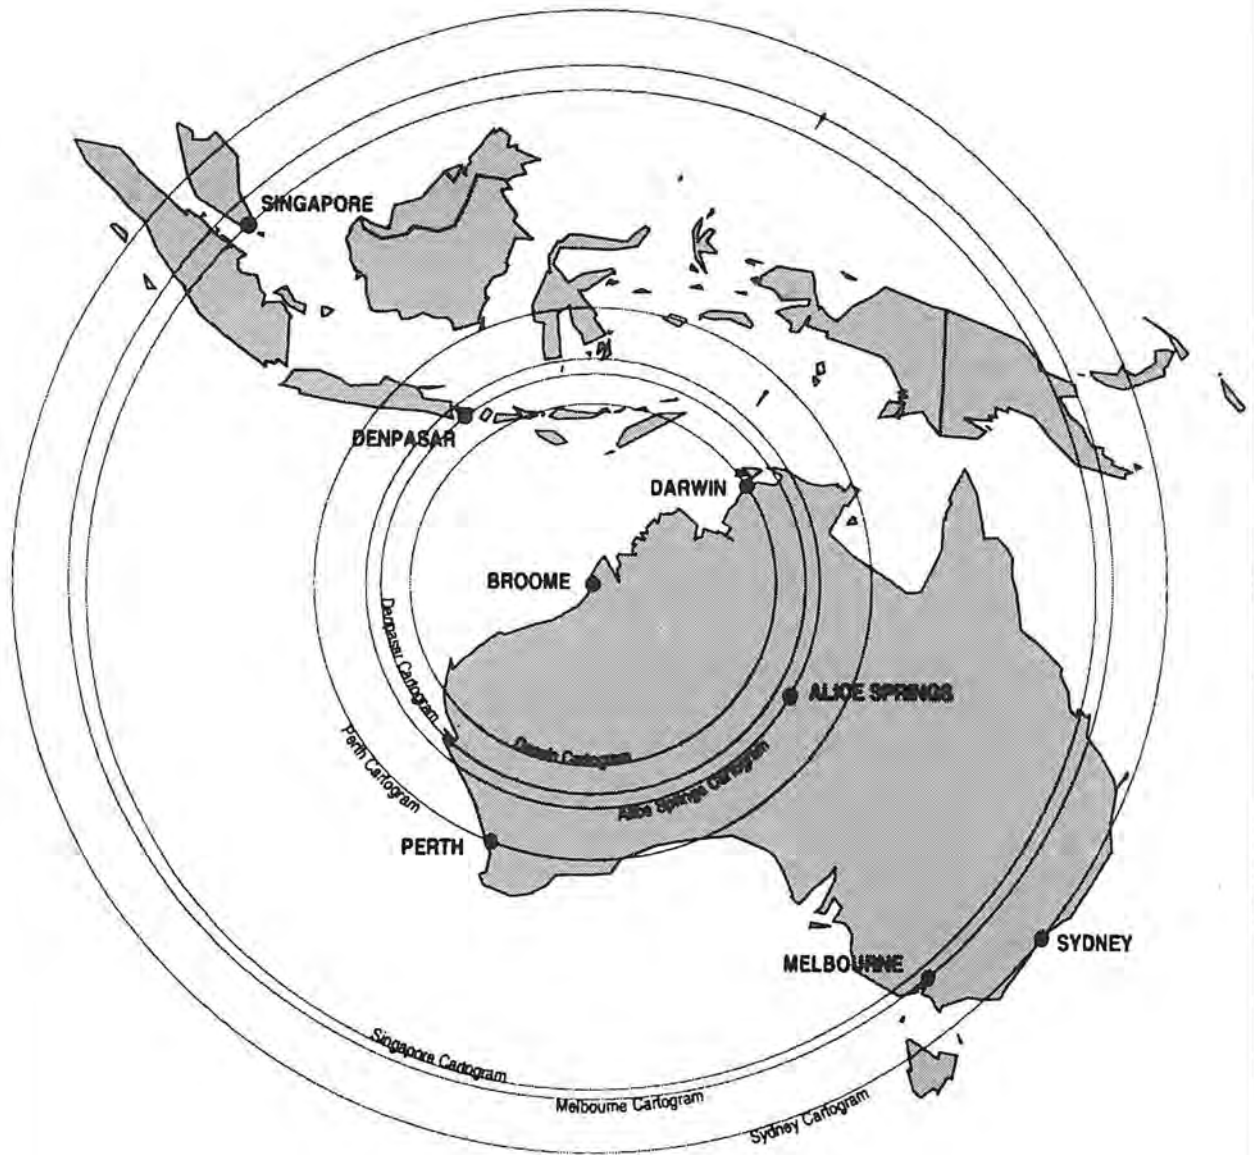 SINGAPORE
DENPASAR
DARWIN
BROOME
Denpasar Cartogram
ALICE SPRINGS
Perth Cartogram
Darwin Cartogram
Alice Springs Cartogram
PERTH
SYDNEY
MELBOURNE
Singapore Cartogram
Melbourne Cartogram
Sydney Cartogram